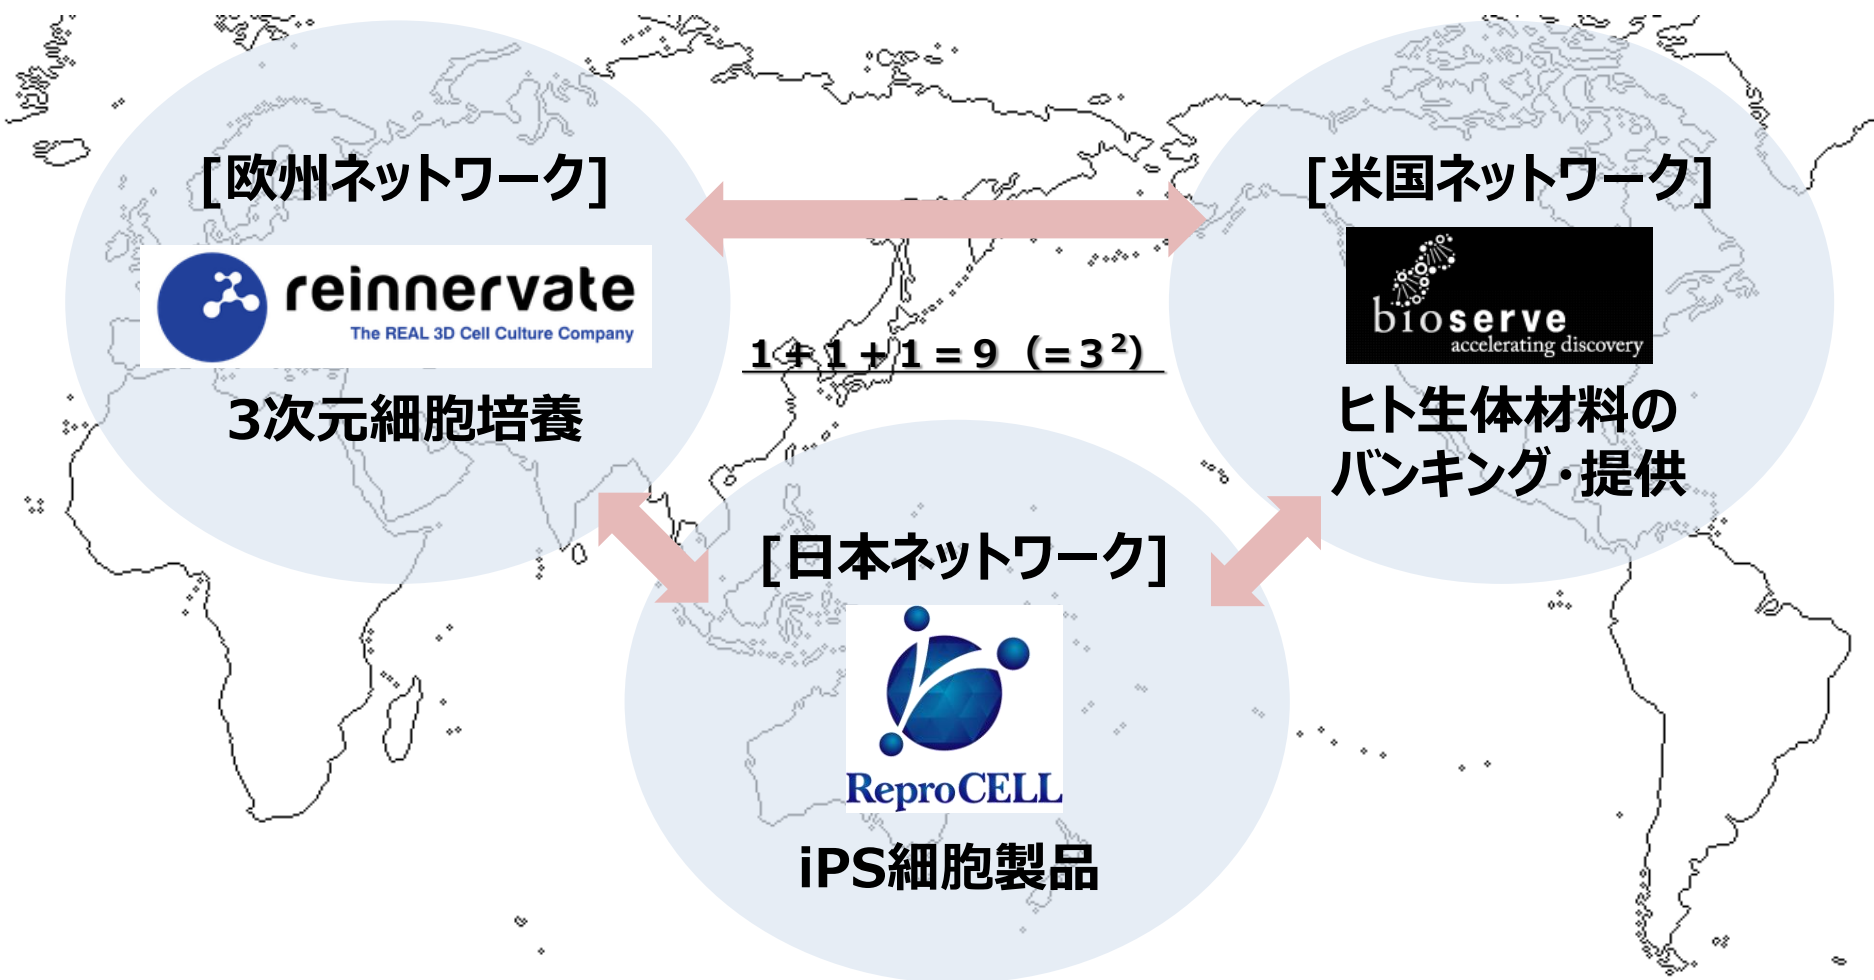 [欧州ネットワーク]
reinnervate
The REAL 3D Cell Culture Company
3次元細胞培養
[米国ネットワーク]
bioserve
accelerating discovery
ヒト生体材料の
バンキング・提供
1＋1＋1＝9（＝3²）
[日本ネットワーク]
ReproCELL
iPS細胞製品